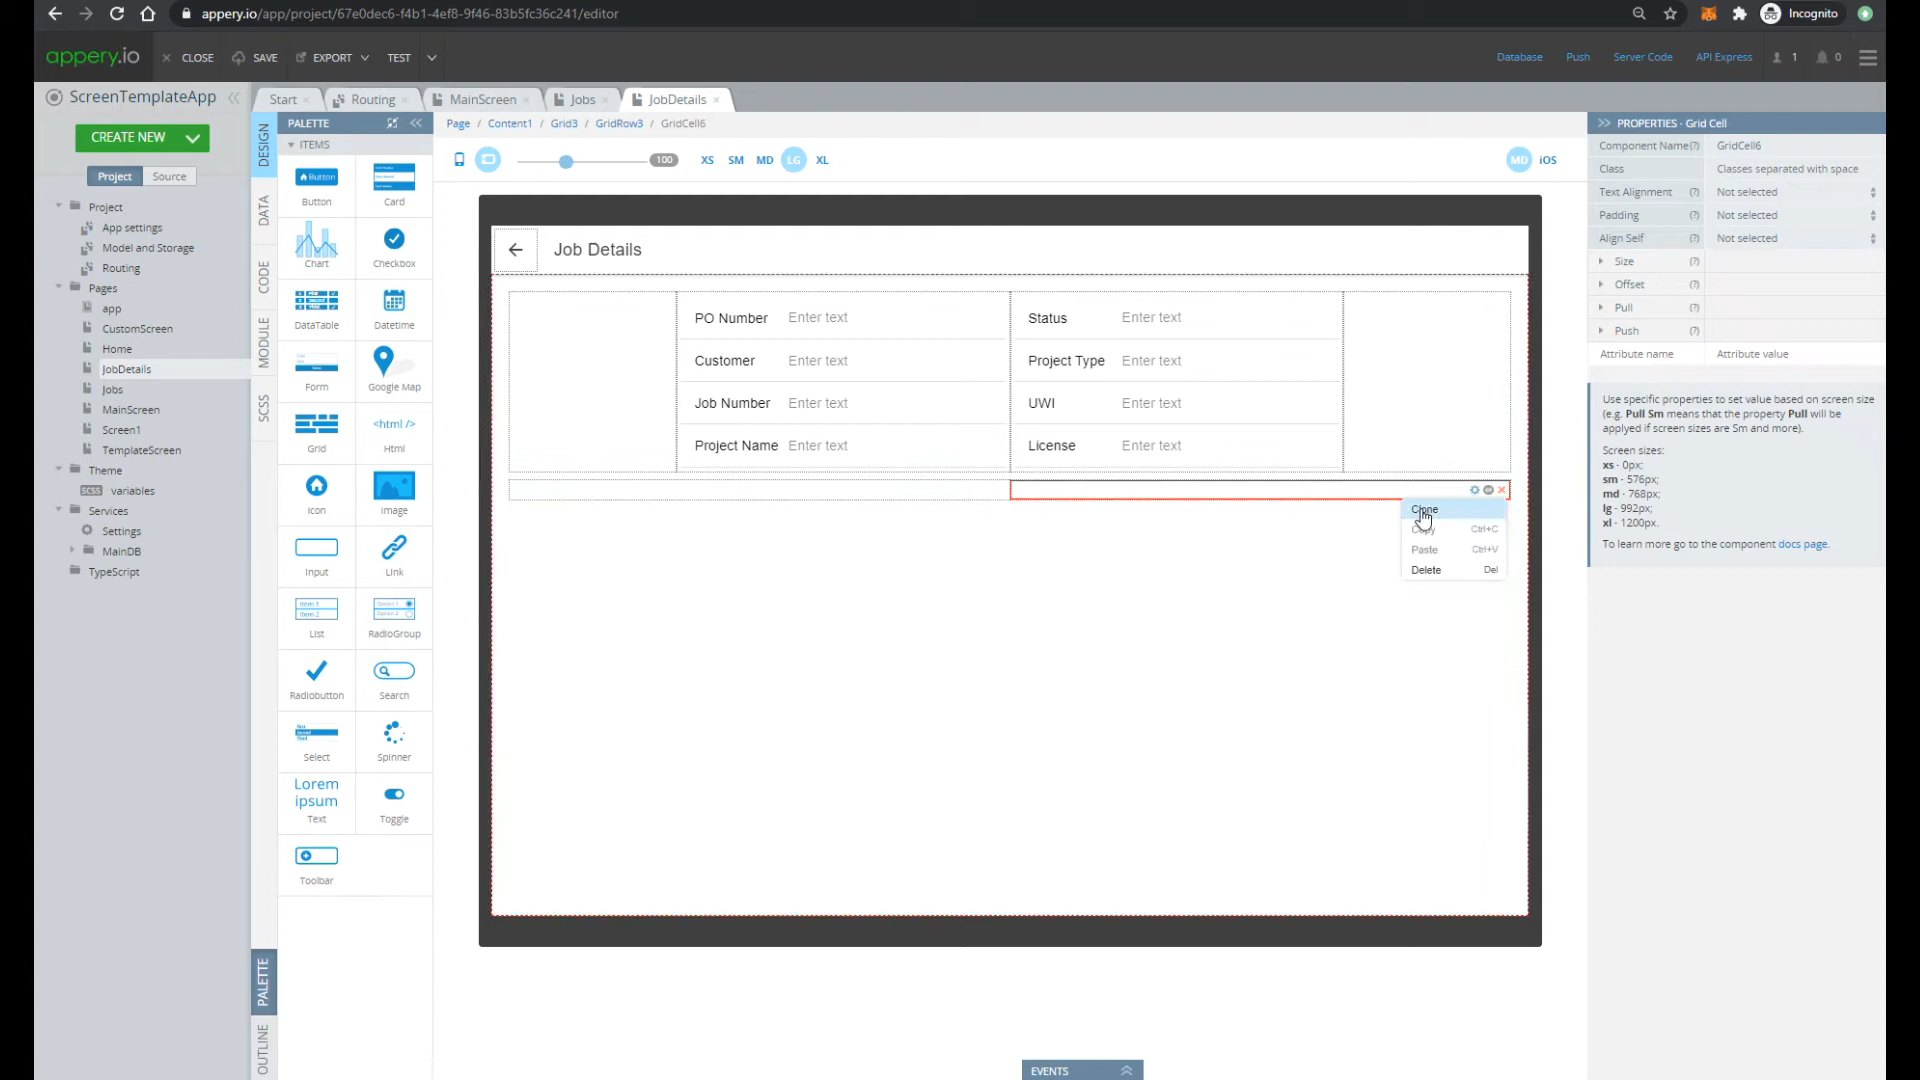 appery.io/app/project/67e0dec6-f4b1-4ef8-9f46-83b5fc36c241/editor
Incognito
appery.io
CLOSE
SAVE
EXPORT
TEST
Database
Push
Server Code
API Express
1
0
ScreenTemplateApp
Start
Routing
MainScreen
Jobs
JobDetails
CREATE NEW
Project
Source
Project
App settings
Model and Storage
Routing
Pages
app
CustomScreen
Home
JobDetails
Jobs
MainScreen
Screen1
TemplateScreen
Theme
SCSS variables
Services
Settings
MainDB
TypeScript
DESIGN
DATA
CODE
MODULE
SCSS
PALETTE
OUTLINE
PALETTE
ITEMS
Button
Button
Card
Chart
Checkbox
DataTable
Datetime
Form
Google Map
Grid
<html />
Html
Icon
Image
Input
Link
Item 1
Item 2
List
RadioGroup
Radiobutton
Search
Select
Spinner
Lorem
ipsum
Text
Toggle
Toolbar
Page / Content1 / Grid3 / GridRow3 / GridCell6
100
XS SM MD LG XL
MD iOS
Job Details
PO Number Enter text
Status Enter text
Customer Enter text
Project Type Enter text
Job Number Enter text
UWI Enter text
Project Name Enter text
License Enter text
Clone
Copy Ctrl+C
Paste Ctrl+V
Delete Del
EVENTS
PROPERTIES - Grid Cell
Component Name(?) GridCell6
Class Classes separated with space
Text Alignment (?) Not selected
Padding (?) Not selected
Align Self (?) Not selected
Size (?)
Offset (?)
Pull (?)
Push (?)
Attribute name Attribute value
Use specific properties to set value based on screen size
(e.g. Pull Sm means that the property Pull will be
applyed if screen sizes are Sm and more).
Screen sizes:
xs - 0px;
sm - 576px;
md - 768px;
lg - 992px;
xl - 1200px.
To learn more go to the component docs page.